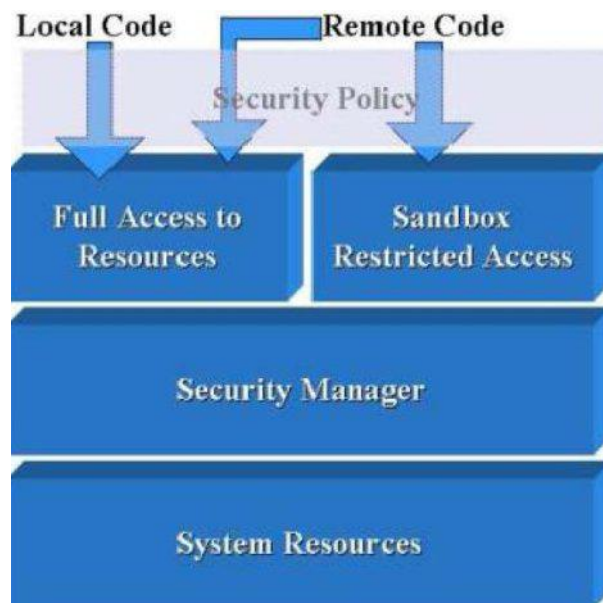 Local Code
Remote Code
Security Policy
Full Access to
Resources
Sandbox
Restricted Access
Security Manager
System Resources